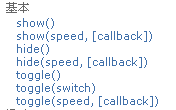 基本
show()
show(speed, [callback])
hide()
hide(speed, [callback])
toggle()
toggle(switch)
toggle(speed, [callback])